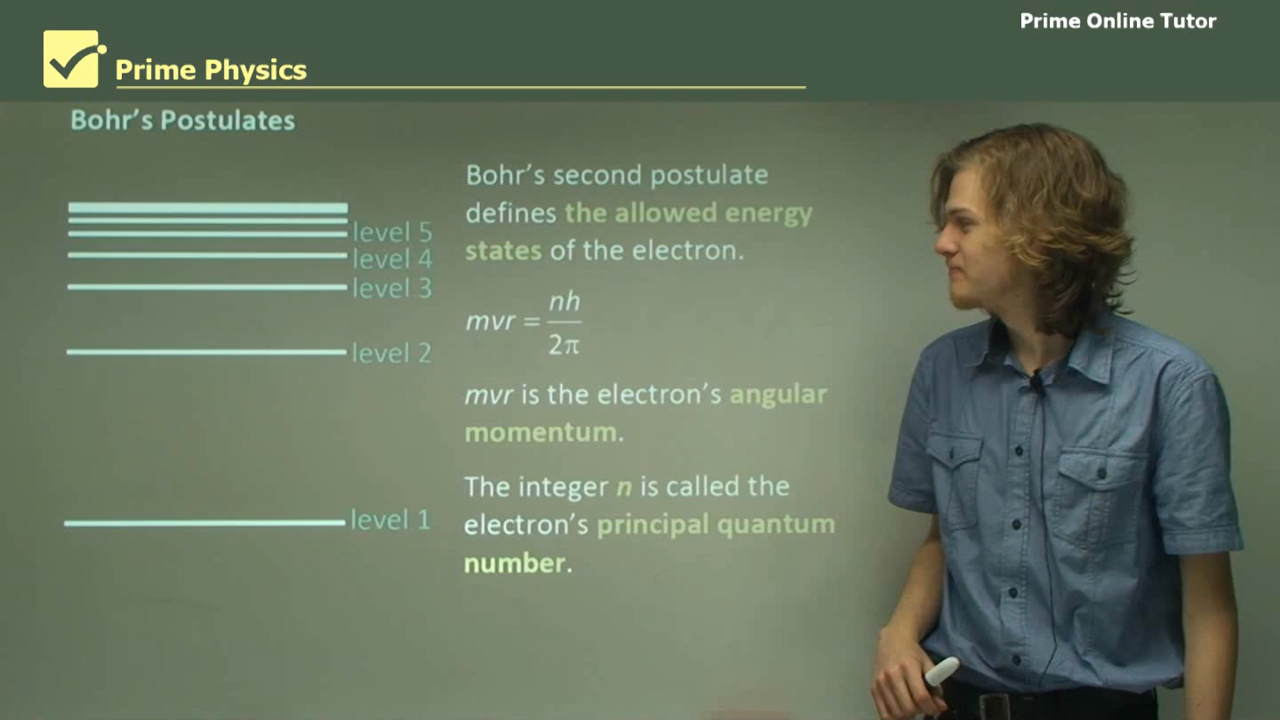 Prime Online Tutor
Prime Physics
Bohr's Postulates
level 5
level 4
level 3
level 2
level 1
Bohr's second postulate
defines the allowed energy
states of the electron.
mvr = nh/2π
mvr is the electron's angular
momentum.
The integer n is called the
electron's principal quantum
number.